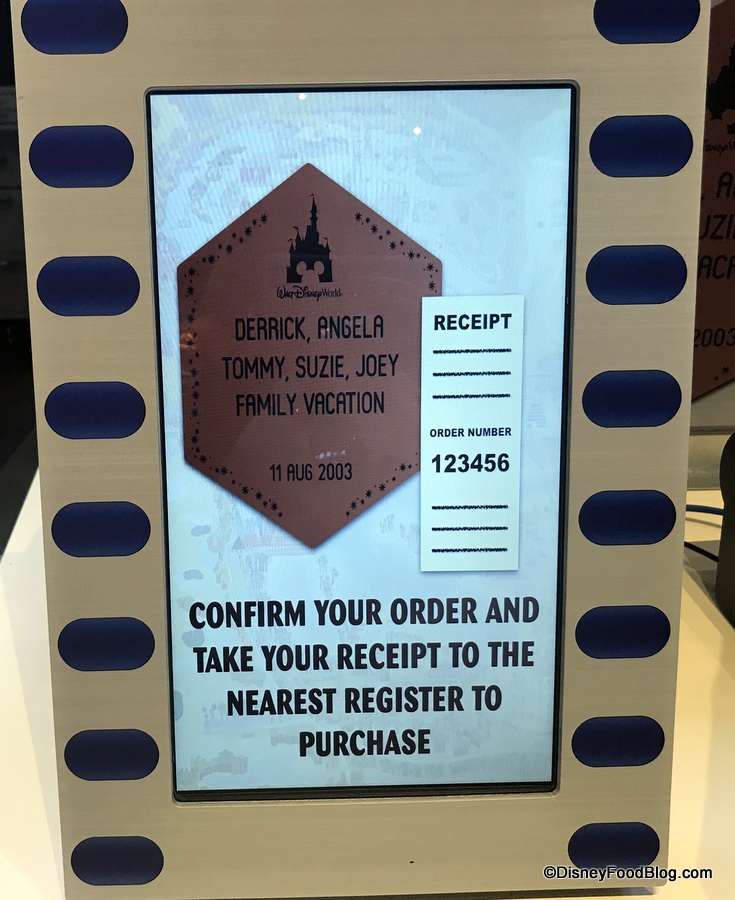 Walt Disney World
DERRICK, ANGELA
TOMMY, SUZIE, JOEY
FAMILY VACATION
11 AUG 2003
RECEIPT
ORDER NUMBER
123456
CONFIRM YOUR ORDER AND
TAKE YOUR RECEIPT TO THE
NEAREST REGISTER TO
PURCHASE
2003
©DisneyFoodBlog.com